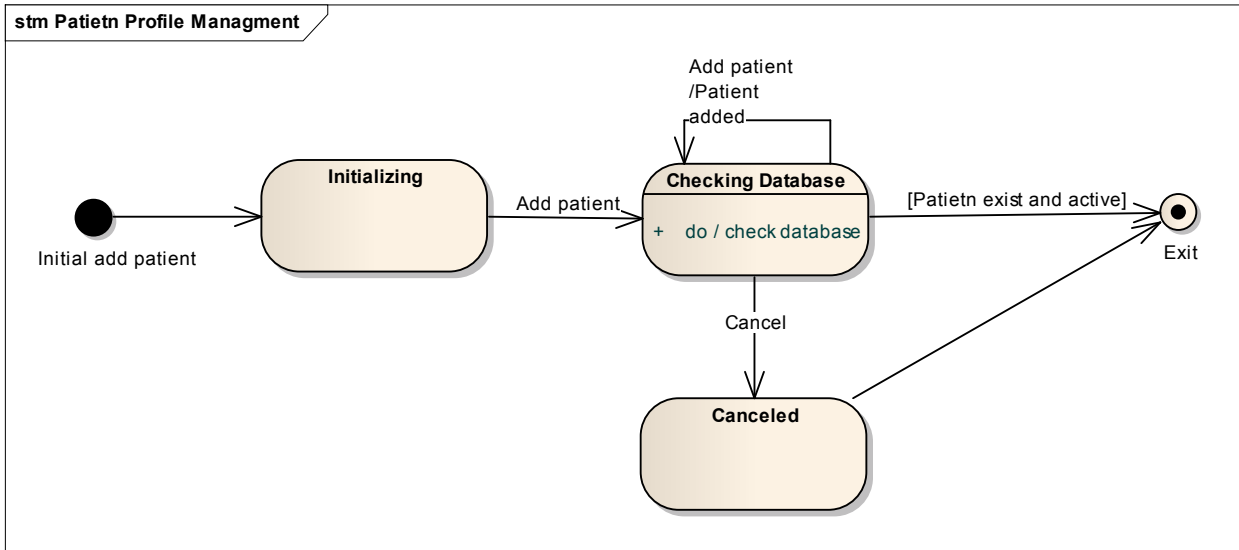 stm Patietn Profile Managment
Add patient
/Patient
added
Initializing
Checking Database
Add patient
[Patietn exist and active]
+ do / check database
Initial add patient
Exit
Cancel
Canceled